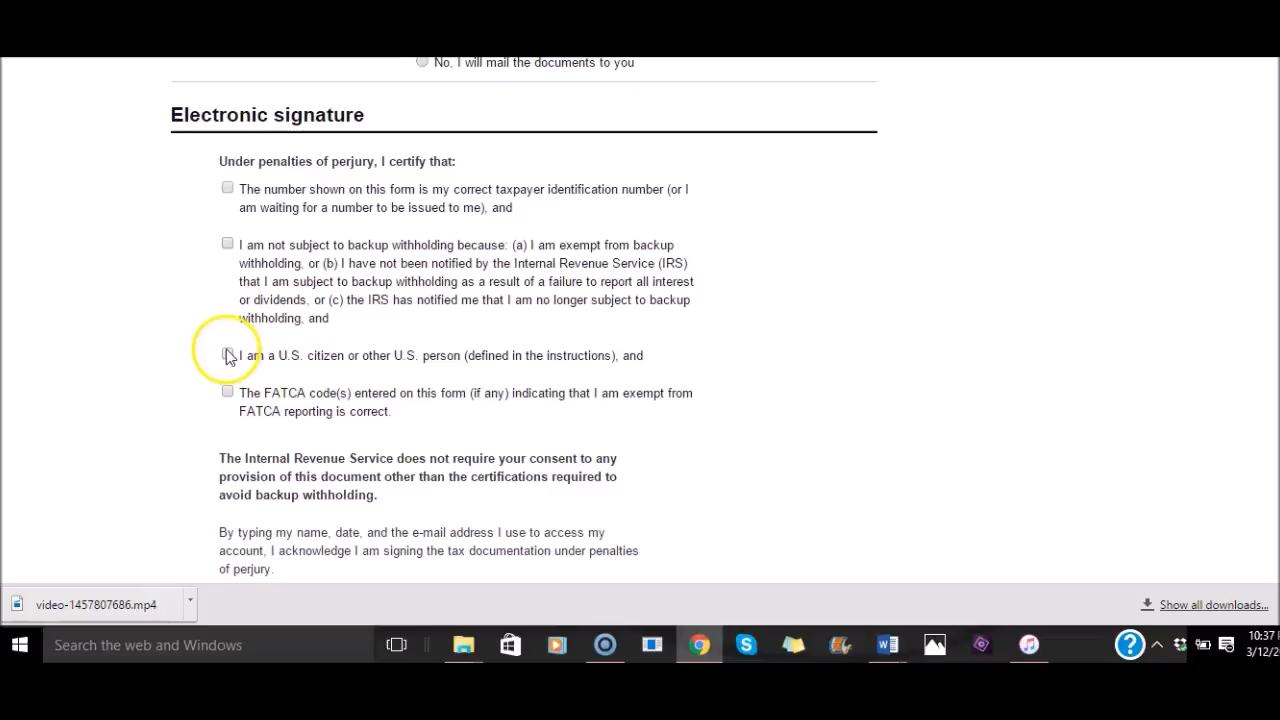 No, I will mail the documents to you
Electronic signature
Under penalties of perjury, I certify that:
The number shown on this form is my correct taxpayer identification number (or I
am waiting for a number to be issued to me), and
I am not subject to backup withholding because: (a) I am exempt from backup
withholding, or (b) I have not been notified by the Internal Revenue Service (IRS)
that I am subject to backup withholding as a result of a failure to report all interest
or dividends, or (c) the IRS has notified me that I am no longer subject to backup
withholding, and
I am a U.S. citizen or other U.S. person (defined in the instructions), and
The FATCA code(s) entered on this form (if any) indicating that I am exempt from
FATCA reporting is correct.
The Internal Revenue Service does not require your consent to any
provision of this document other than the certifications required to
avoid backup withholding.
By typing my name, date, and the e-mail address I use to access my
account, I acknowledge I am signing the tax documentation under penalties
of perjury.
video-1457807686.mp4
Show all downloads...
Search the web and Windows
10:37
3/12/2